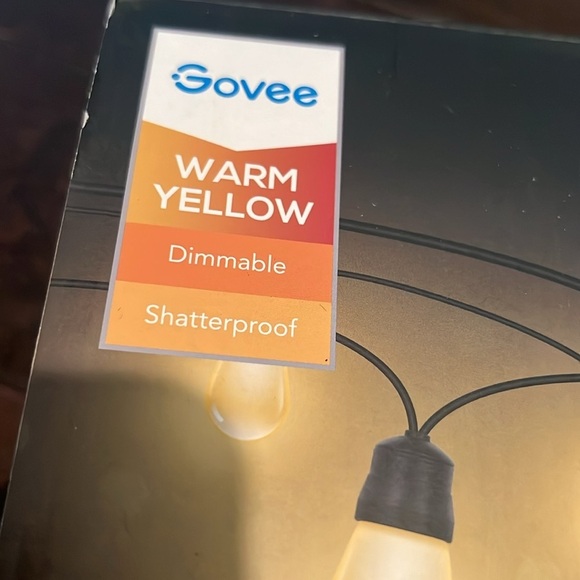 Govee
WARM
YELLOW
Dimmable
Shatterproof